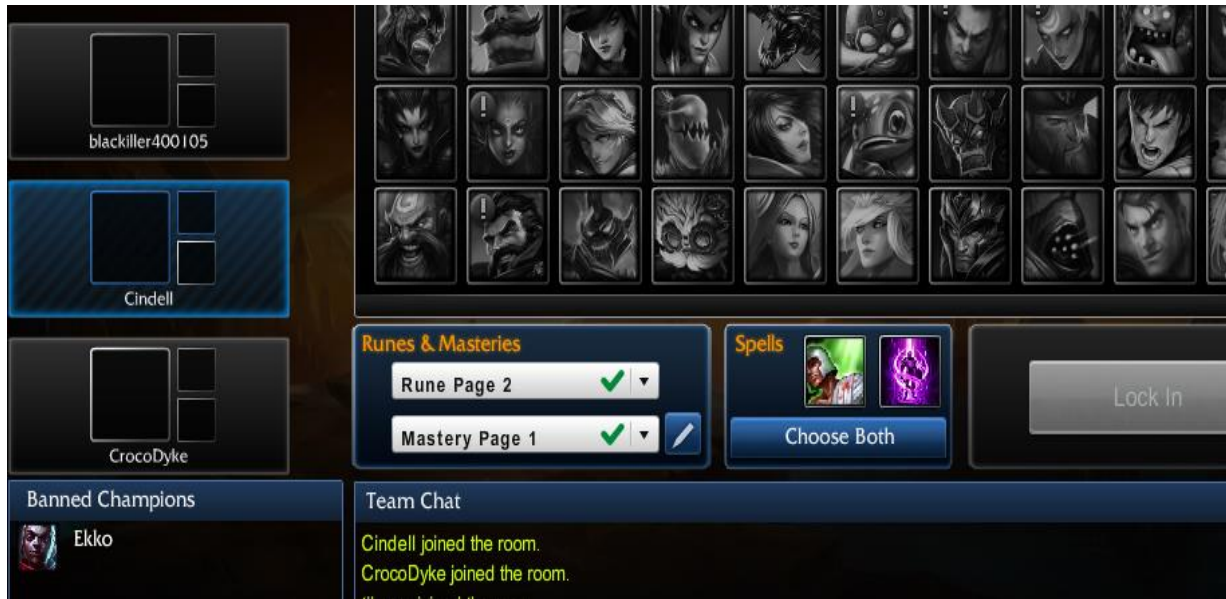 blackiller400105
Cindell
CrocoDyke
Runes & Masteries
Rune Page 2
Mastery Page 1
Spells
Choose Both
Lock In
Banned Champions
Ekko
Team Chat
Cindell joined the room.
CrocoDyke joined the room.